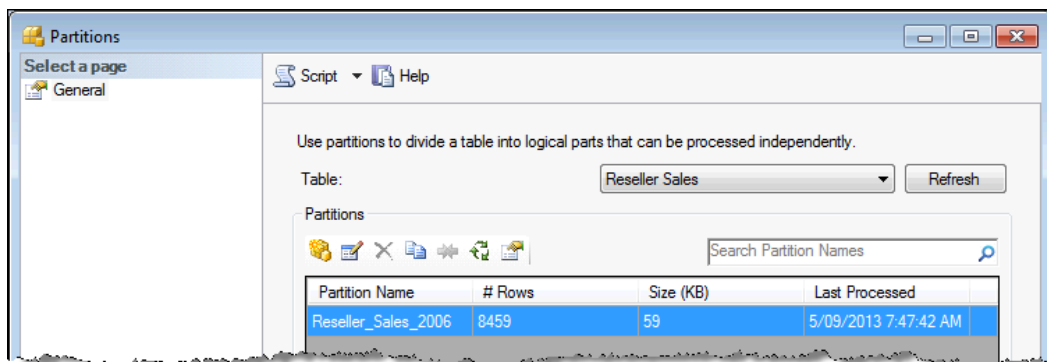 Partitions
Select a page
General
Script Help
Use partitions to divide a table into logical parts that can be processed independently.
Table: Reseller Sales Refresh
Partitions
Search Partition Names
Partition Name # Rows Size (KB) Last Processed
Reseller_Sales_2006 8459 59 5/09/2013 7:47:42 AM